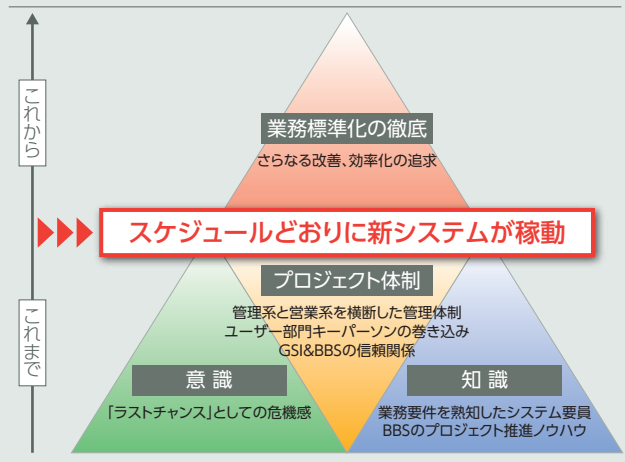 これから
業務標準化の徹底
さらなる改善、効率化の追求
スケジュールどおりに新システムが稼動
これまで
プロジェクト体制
管理系と営業系を横断した管理体制
ユーザー部門キーパーソンの巻き込み
GSI&BBSの信頼関係
意 識
「ラストチャンス」としての危機感
知 識
業務要件を熟知したシステム要員
BBSのプロジェクト推進ノウハウ